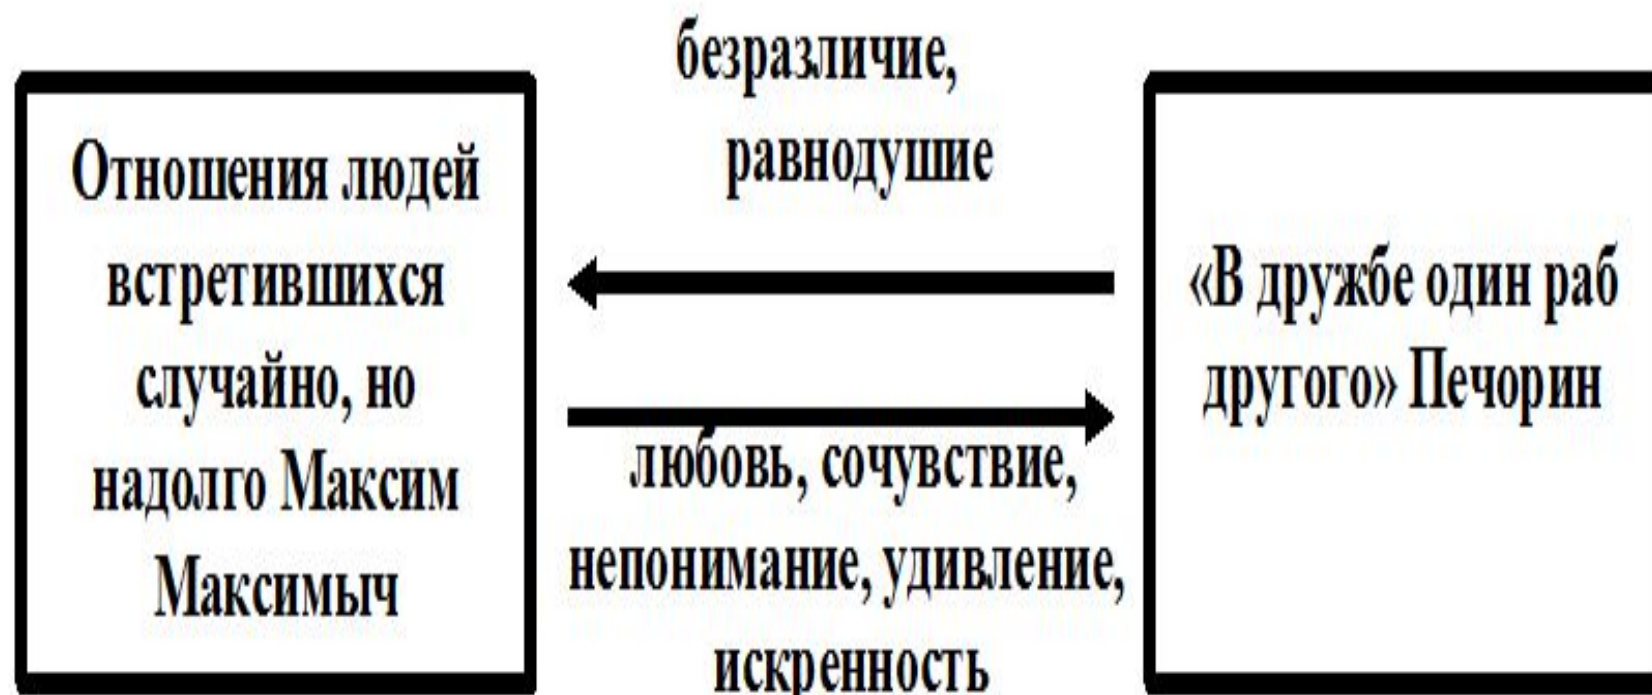 Отношения людей
встретившихся
случайно, но
надолго Максим
Максимыч
безразличие,
равнодушие
любовь, сочувствие,
непонимание, удивление,
искренность
«В дружбе один раб
другого» Печорин